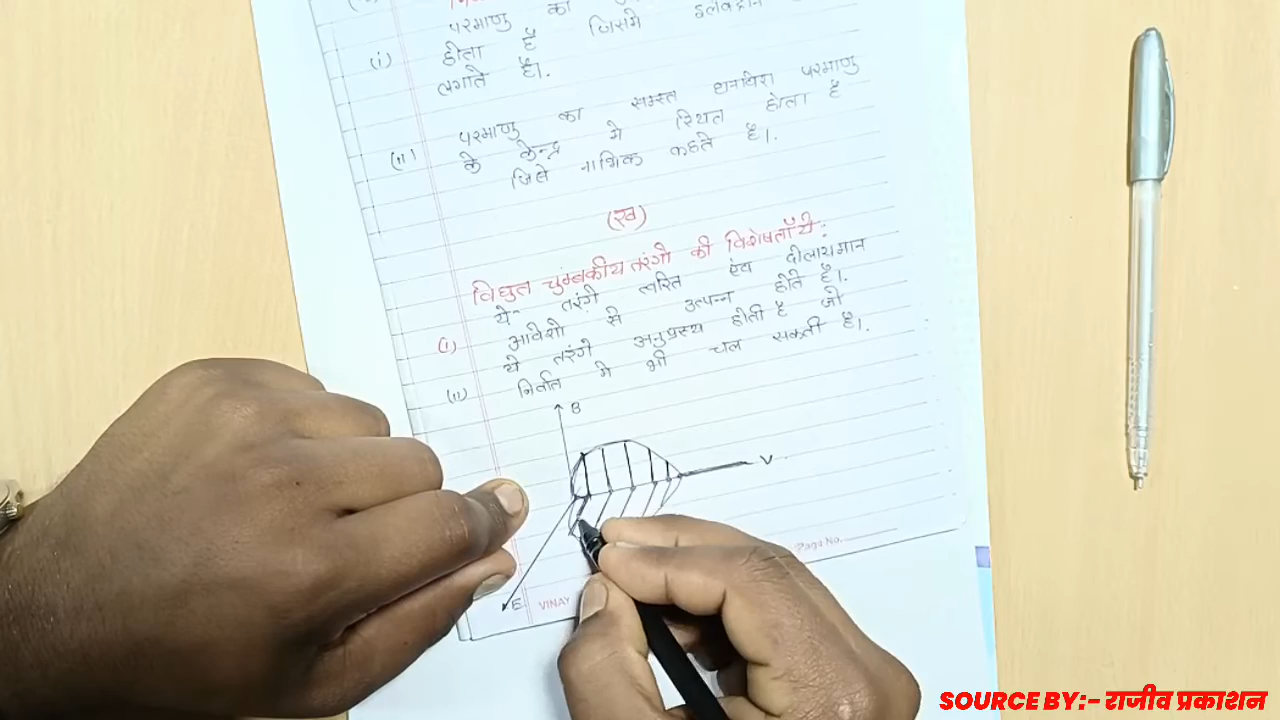 परमाणु का
(i) होता है जिसमे इलेक्ट्रान
लगाते है।.
परमाणु का समस्त धनावेश परमाणु
(ii) के केन्द्र मे स्थित होता है
जिसे नाभिक कहते है।.
(ख)
विद्युत चुम्बकीय तरंगो की विशेषताँऐ :
ये तरंगे त्वरित एंव दोलायमान
(i) आवेशो से उत्पन्न होते है।.
ये तरंगे अनुप्रस्थ होती है जो
(ii) निर्वात मे भी चल सकती है।.
B
V
E
VINAY
Page No.
SOURCE BY:- राजीव प्रकाशन